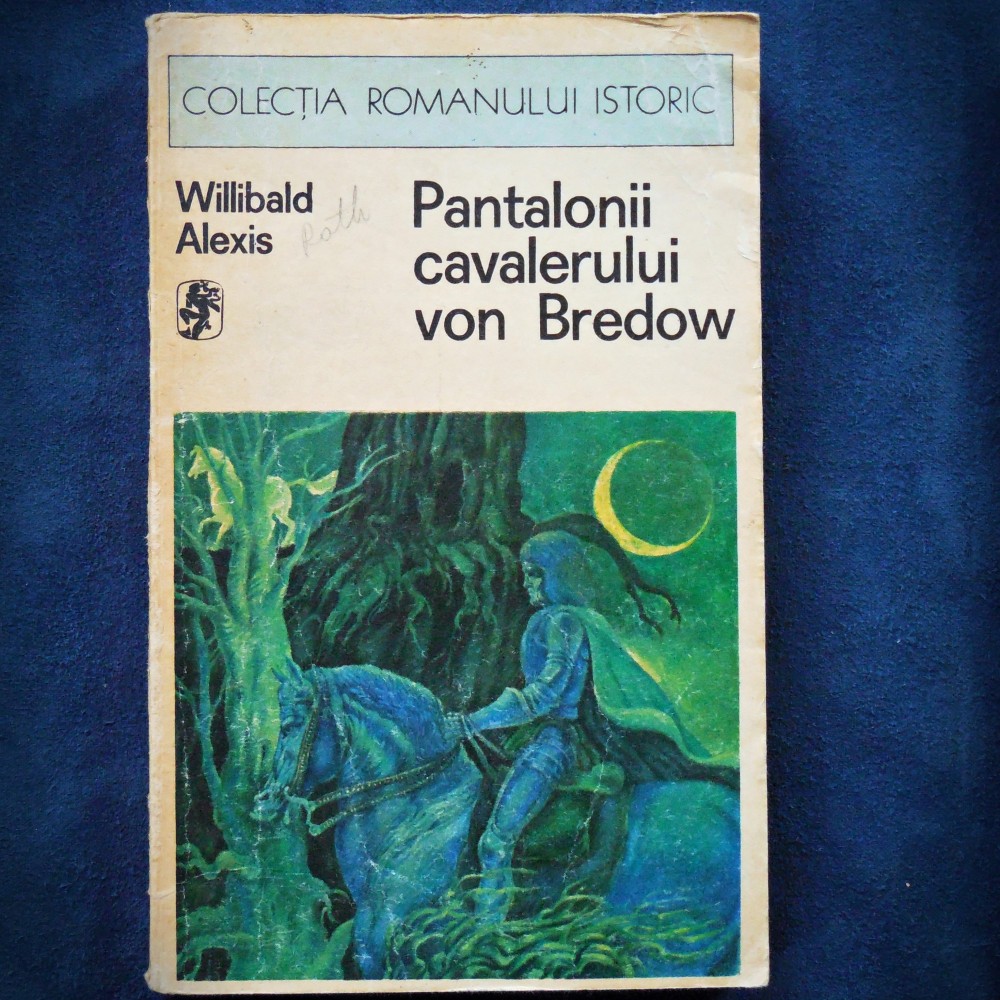 COLECȚIA ROMANULUI ISTORIC
Willibald
Alexis
Roth
Pantalonii
cavalerului
von Bredow